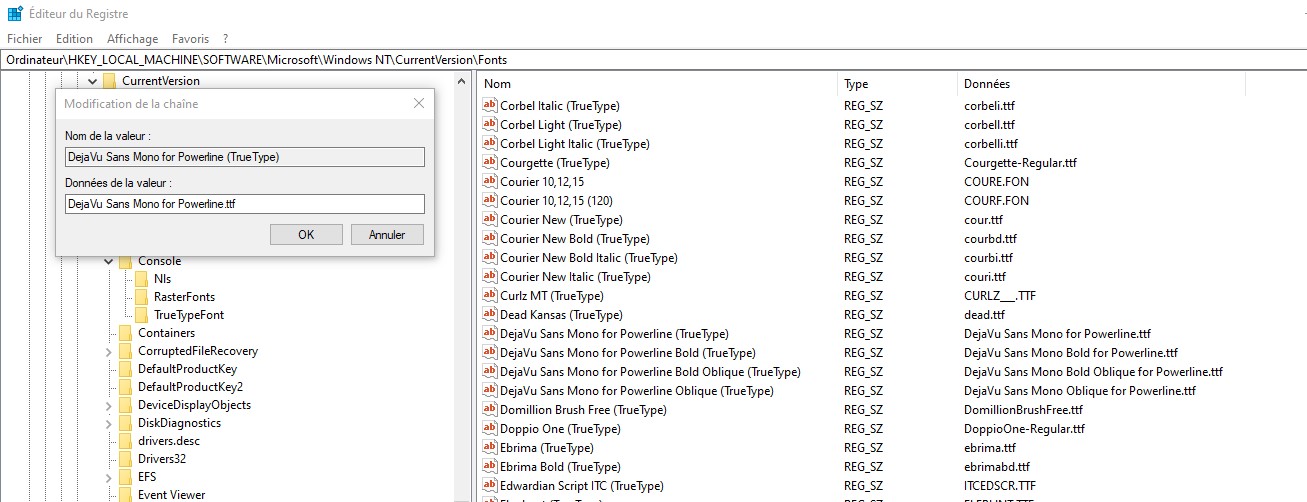 Éditeur du Registre
Fichier Edition Affichage Favoris ?
Ordinateur\HKEY_LOCAL_MACHINE\SOFTWARE\Microsoft\Windows NT\CurrentVersion\Fonts
CurrentVersion
Modification de la chaîne
Nom de la valeur :
DejaVu Sans Mono for Powerline (TrueType)
Données de la valeur :
DejaVu Sans Mono for Powerline.ttf
OK Annuler
Console
Nls
RasterFonts
TrueTypeFont
Containers
CorruptedFileRecovery
DefaultProductKey
DefaultProductKey2
DeviceDisplayObjects
DiskDiagnostics
drivers.desc
Drivers32
EFS
Event Viewer
Nom Type Données
Corbel Italic (TrueType) REG_SZ corbeli.ttf
Corbel Light (TrueType) REG_SZ corbell.ttf
Corbel Light Italic (TrueType) REG_SZ corbelli.ttf
Courgette (TrueType) REG_SZ Courgette-Regular.ttf
Courier 10,12,15 REG_SZ COURE.FON
Courier 10,12,15 (120) REG_SZ COURF.FON
Courier New (TrueType) REG_SZ cour.ttf
Courier New Bold (TrueType) REG_SZ courbd.ttf
Courier New Bold Italic (TrueType) REG_SZ courbi.ttf
Courier New Italic (TrueType) REG_SZ couri.ttf
Curlz MT (TrueType) REG_SZ CURLZ___.TTF
Dead Kansas (TrueType) REG_SZ dead.ttf
DejaVu Sans Mono for Powerline (TrueType) REG_SZ DejaVu Sans Mono for Powerline.ttf
DejaVu Sans Mono for Powerline Bold (TrueType) REG_SZ DejaVu Sans Mono Bold for Powerline.ttf
DejaVu Sans Mono for Powerline Bold Oblique (TrueType) REG_SZ DejaVu Sans Mono Bold Oblique for Powerline.ttf
DejaVu Sans Mono for Powerline Oblique (TrueType) REG_SZ DejaVu Sans Mono Oblique for Powerline.ttf
Domillion Brush Free (TrueType) REG_SZ DomillionBrushFree.ttf
Doppio One (TrueType) REG_SZ DoppioOne-Regular.ttf
Ebrima (TrueType) REG_SZ ebrima.ttf
Ebrima Bold (TrueType) REG_SZ ebrimabd.ttf
Edwardian Script ITC (TrueType) REG_SZ ITCEDSCR.TTF